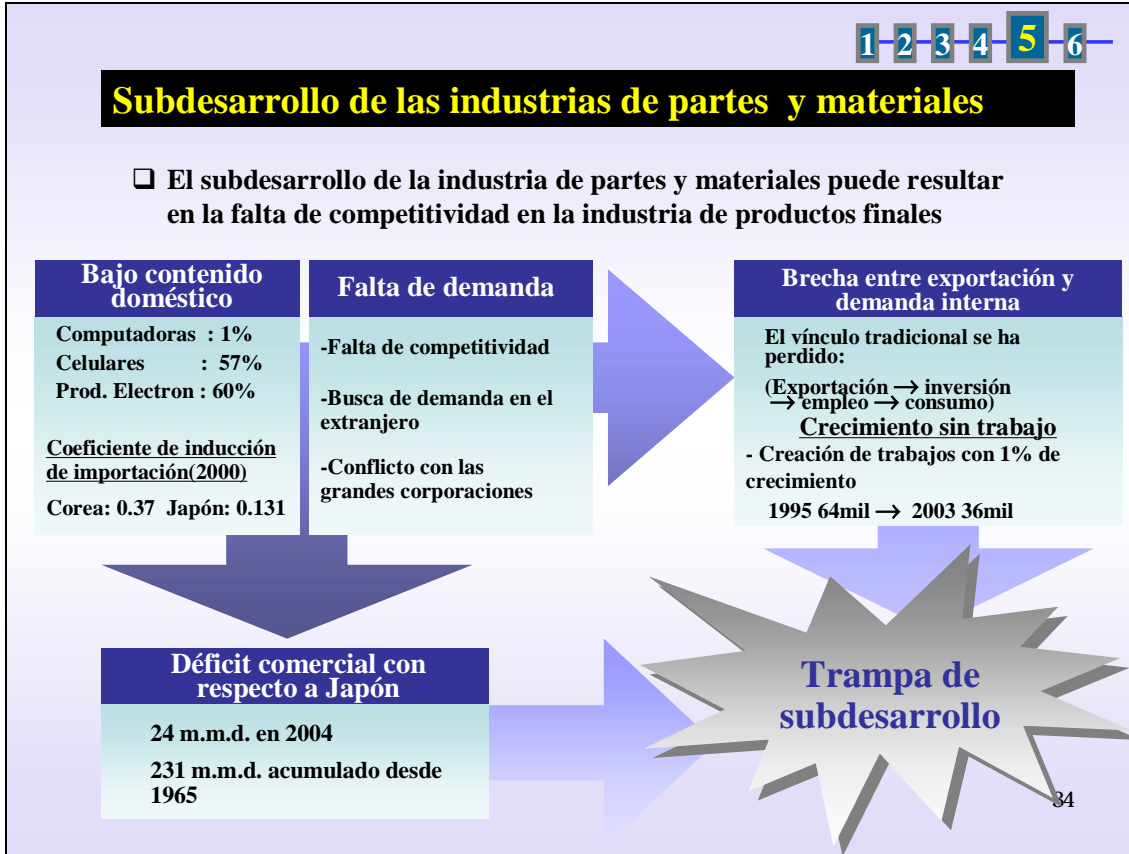 1 2 3 4 5 6
Subdesarrollo de las industrias de partes y materiales
❑ El subdesarrollo de la industria de partes y materiales puede resultar
en la falta de competitividad en la industria de productos finales
Bajo contenido
doméstico
Computadoras : 1%
Celulares : 57%
Prod. Electron : 60%
Coeficiente de inducción
de importación(2000)
Corea: 0.37 Japón: 0.131
Falta de demanda
-Falta de competitividad
-Busca de demanda en el
extranjero
-Conflicto con las
grandes corporaciones
Brecha entre exportación y
demanda interna
El vínculo tradicional se ha
perdido:
(Exportación → inversión
→ empleo → consumo)
Crecimiento sin trabajo
- Creación de trabajos con 1% de
crecimiento
1995 64mil → 2003 36mil
Déficit comercial con
respecto a Japón
24 m.m.d. en 2004
231 m.m.d. acumulado desde
1965
Trampa de
subdesarrollo
34